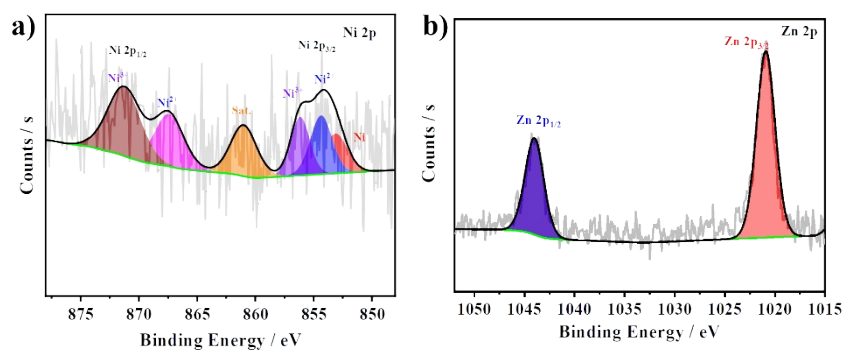 a)
Ni 2p
Ni 2p1/2
Ni 2p3/2
Ni3+
Ni2+
Sat.
Ni3+
Ni2
Ni
Counts / s
875 870 865 860 855 850
Binding Energy / eV
b)
Zn 2p
Zn 2p3/2
Zn 2p1/2
Counts / s
1050 1045 1040 1035 1030 1025 1020 1015
Binding Energy / eV